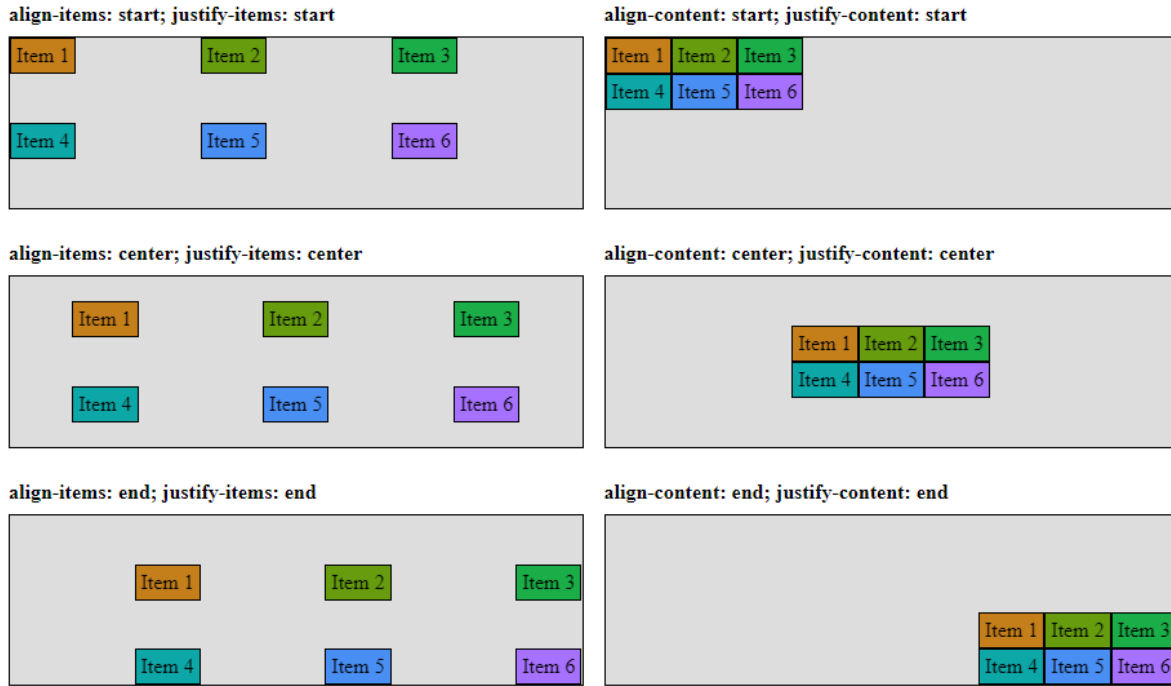 align-items: start; justify-items: start
Item 1 Item 2 Item 3
Item 4 Item 5 Item 6
align-content: start; justify-content: start
Item 1 Item 2 Item 3
Item 4 Item 5 Item 6
align-items: center; justify-items: center
Item 1 Item 2 Item 3
Item 4 Item 5 Item 6
align-content: center; justify-content: center
Item 1 Item 2 Item 3
Item 4 Item 5 Item 6
align-items: end; justify-items: end
Item 1 Item 2 Item 3
Item 4 Item 5 Item 6
align-content: end; justify-content: end
Item 1 Item 2 Item 3
Item 4 Item 5 Item 6